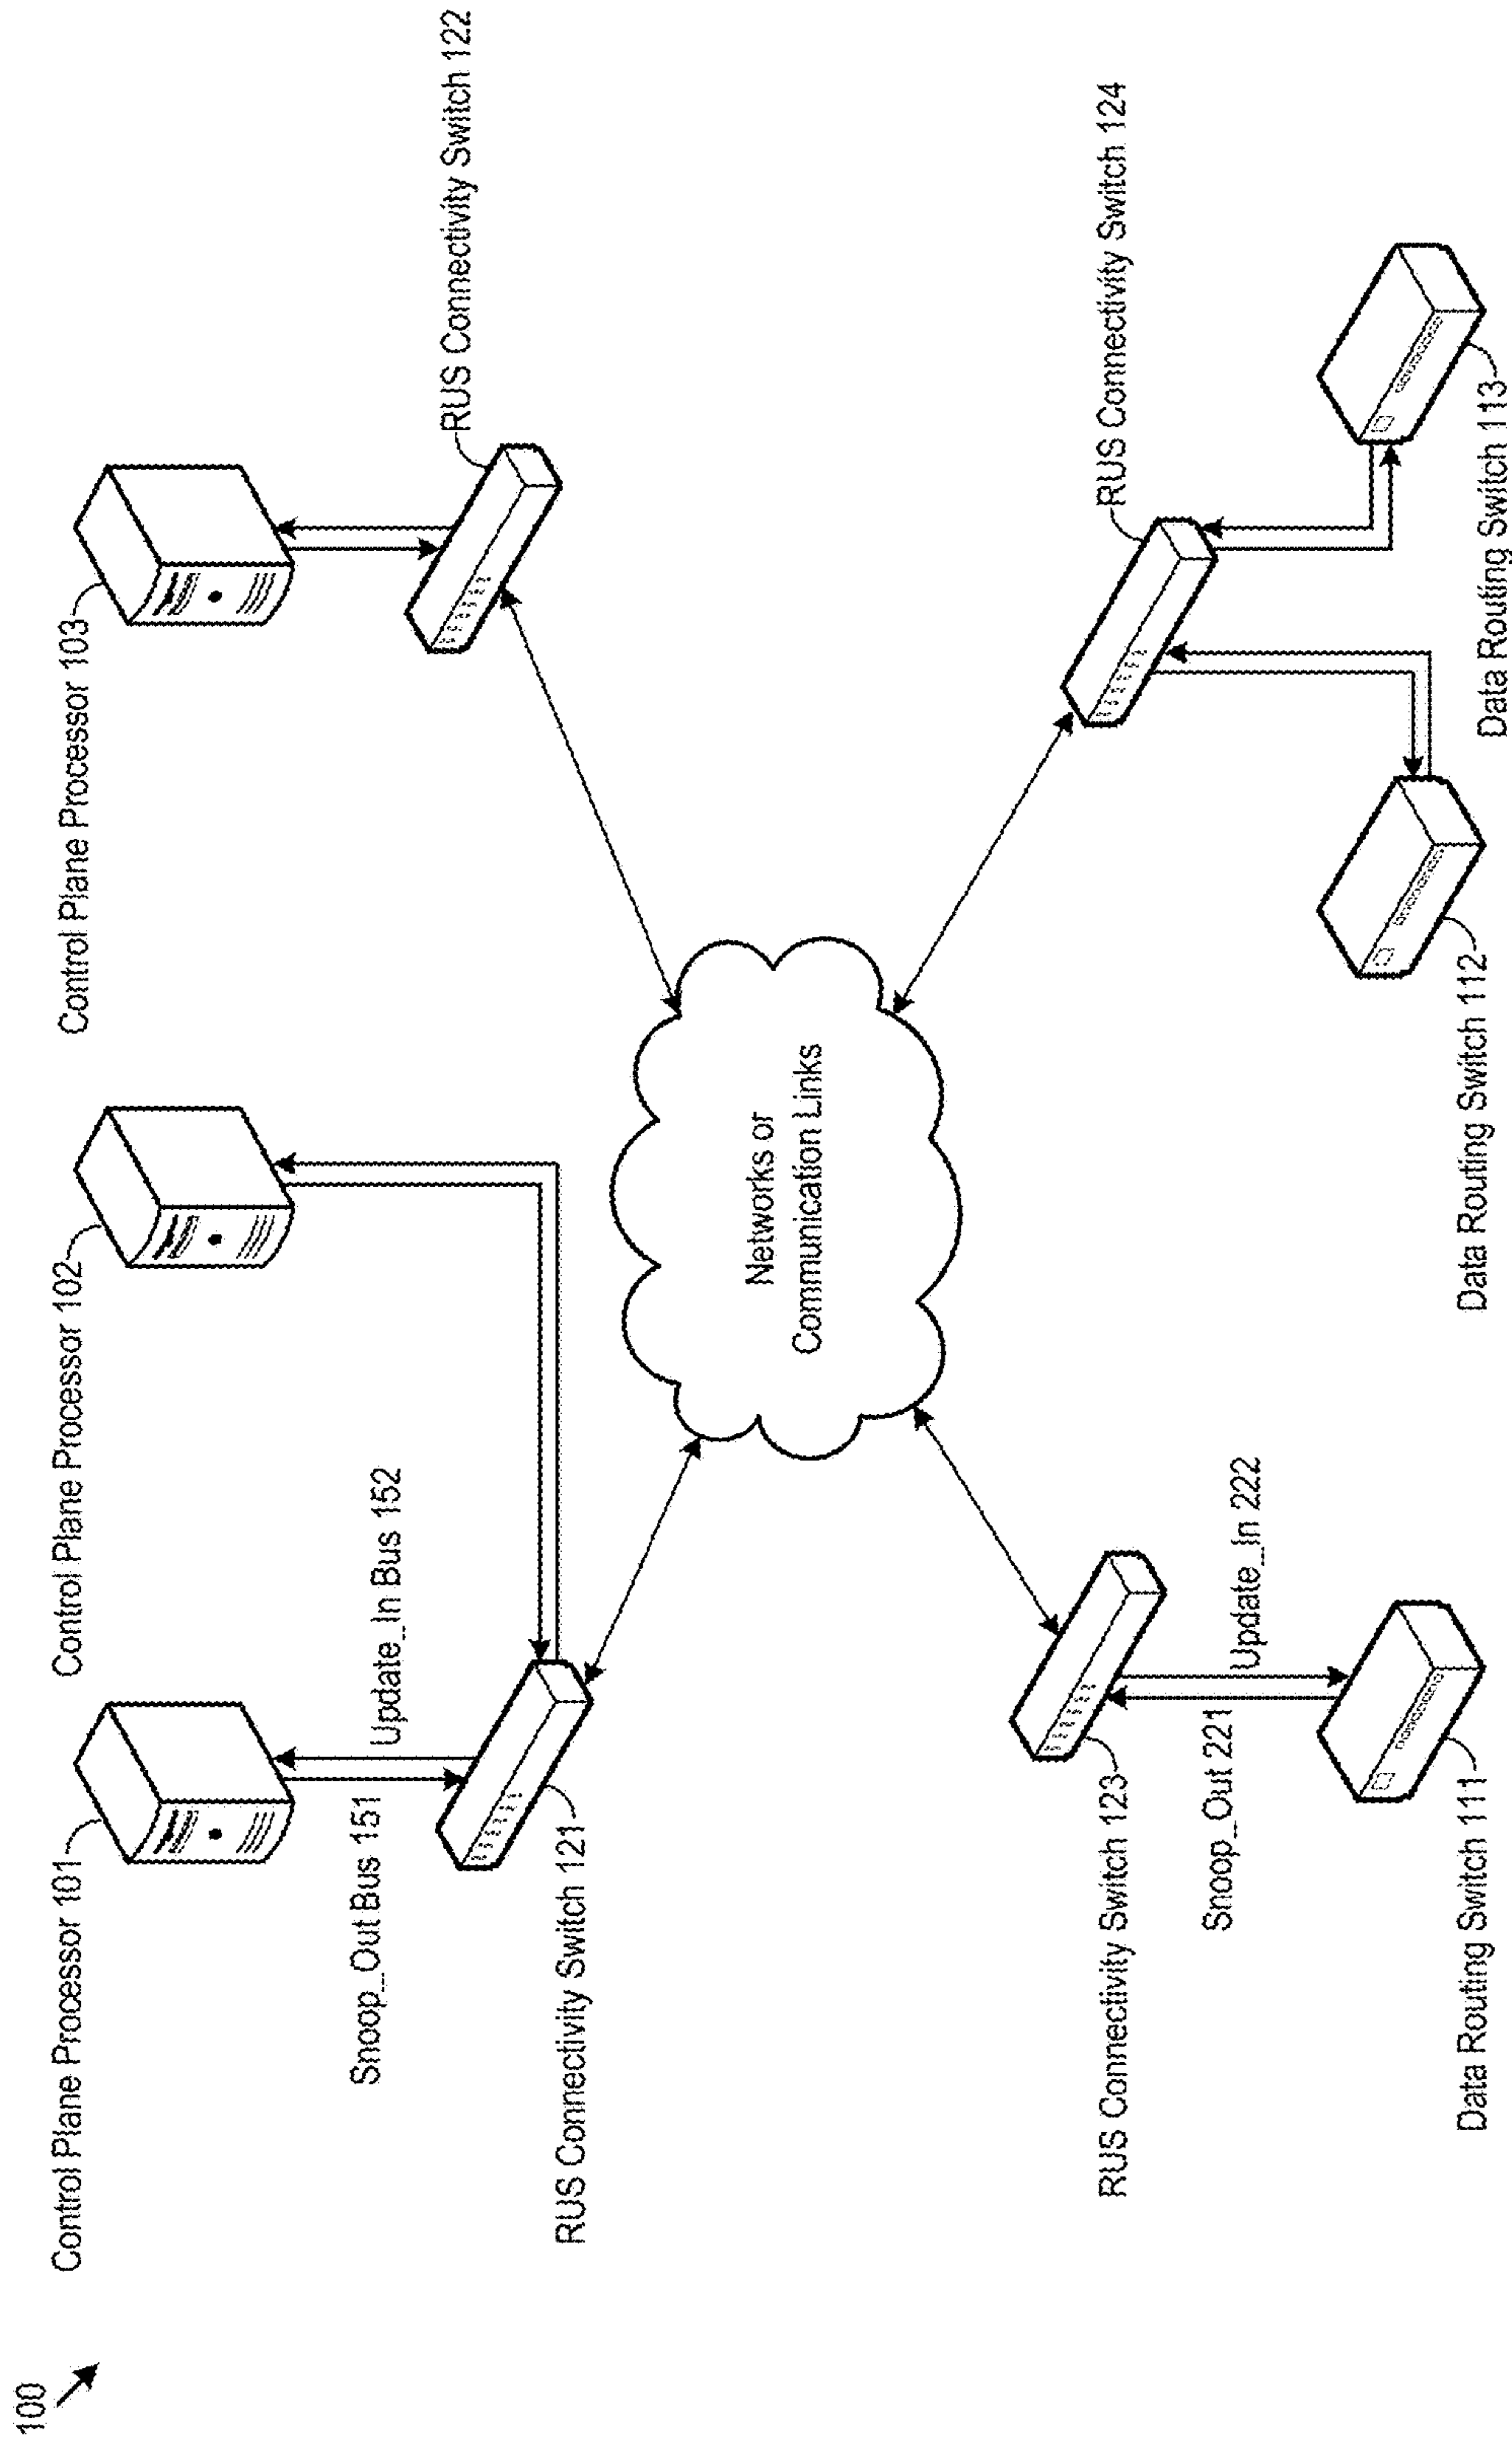 100
Control Plane Processor 101
Control Plane Processor 102
Control Plane Processor 103
Snoop_Out Bus 151
Update_In Bus 152
RUS Connectivity Switch 121
RUS Connectivity Switch 122
Networks or
Communication Links
RUS Connectivity Switch 123
RUS Connectivity Switch 124
Snoop_Out 221
Update_In 222
Data Routing Switch 111
Data Routing Switch 112
Data Routing Switch 113